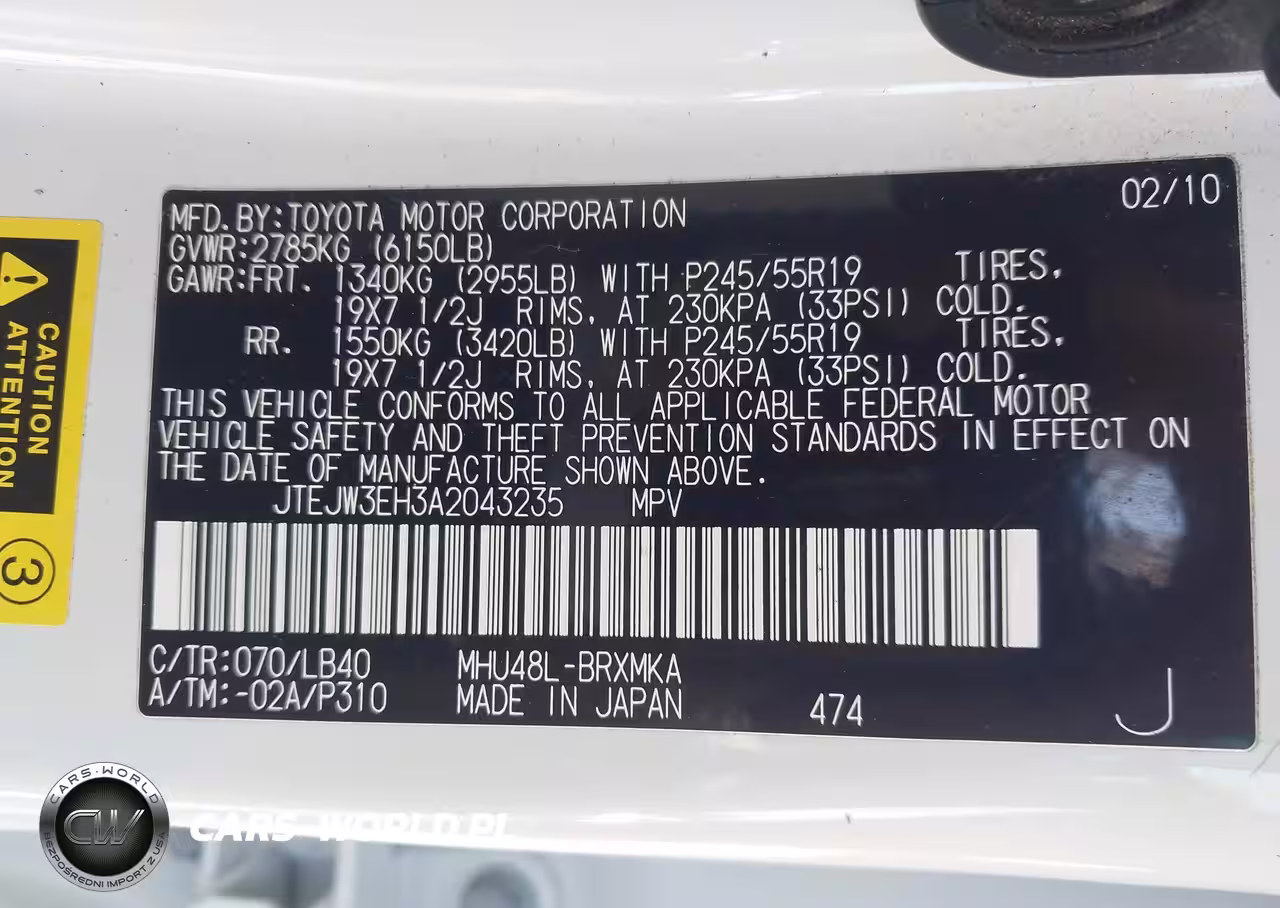 02/10
MFD.BY:TOYOTA MOTOR CORPORATION
GVWR:2785KG (6150LB)
GAWR:FRT. 1340KG (2955LB) WITH P245/55R19 TIRES,
19X7 1/2J RIMS, AT 230KPA (33PSI) COLD.
RR. 1550KG (3420LB) WITH P245/55R19 TIRES,
19X7 1/2J RIMS, AT 230KPA (33PSI) COLD.
THIS VEHICLE CONFORMS TO ALL APPLICABLE FEDERAL MOTOR
VEHICLE SAFETY AND THEFT PREVENTION STANDARDS IN EFFECT ON
THE DATE OF MANUFACTURE SHOWN ABOVE.
JTEJW3EH3A2043235 MPV
C/TR:070/LB40 MHU48L-BRXMKA
A/TM:-02A/P310 MADE IN JAPAN 474 J
CAUTION
ATTENTION
3
CARS-WORLD
CW
BEZPOŚREDNI IMPORT Z USA
CARS-WORLD.PL